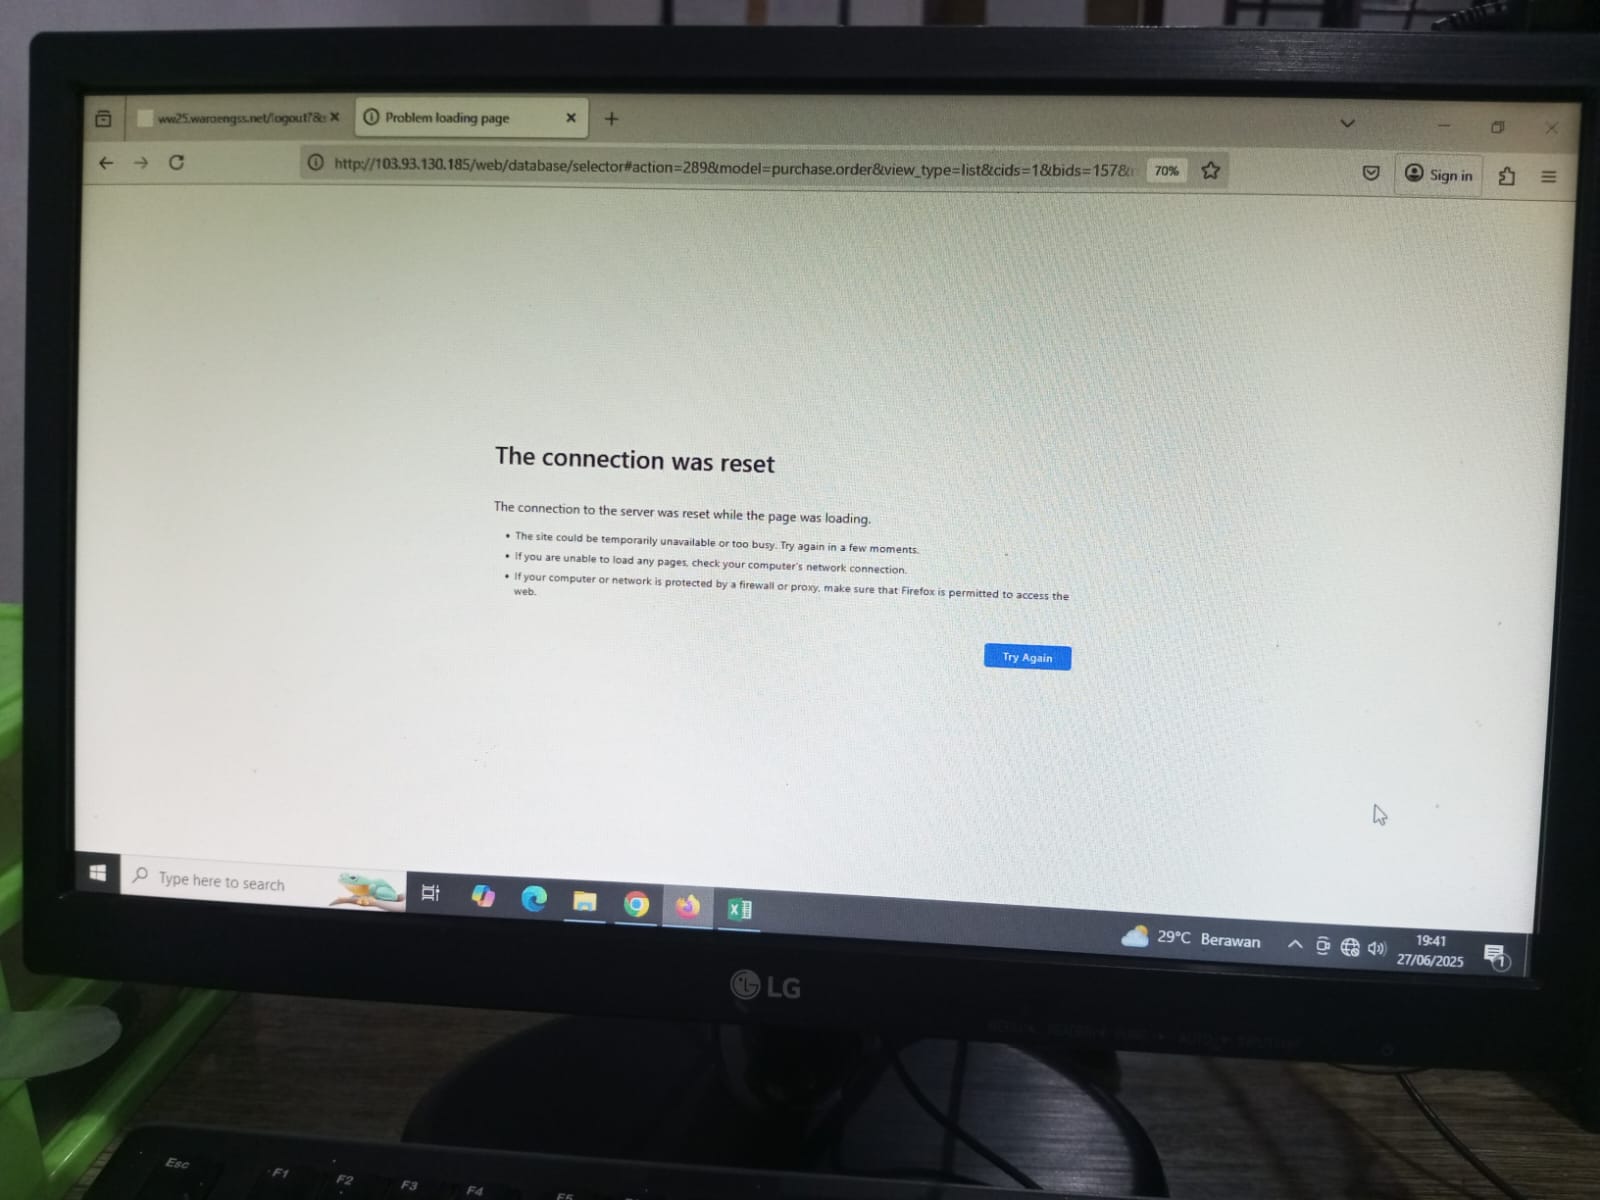 ww25.waroengss.net/logout?&s
Problem loading page
http://103.93.130.185/web/database/selector#action=289&model=purchase.order&view_type=list&cids=1&bids=157&
70%
Sign in
The connection was reset
The connection to the server was reset while the page was loading.
• The site could be temporarily unavailable or too busy. Try again in a few moments.
• If you are unable to load any pages, check your computer's network connection.
• If your computer or network is protected by a firewall or proxy, make sure that Firefox is permitted to access the
web.
Try Again
Type here to search
29°C Berawan
19:41
27/06/2025
1
LG
Esc
F1
F2
F3
F4
F5